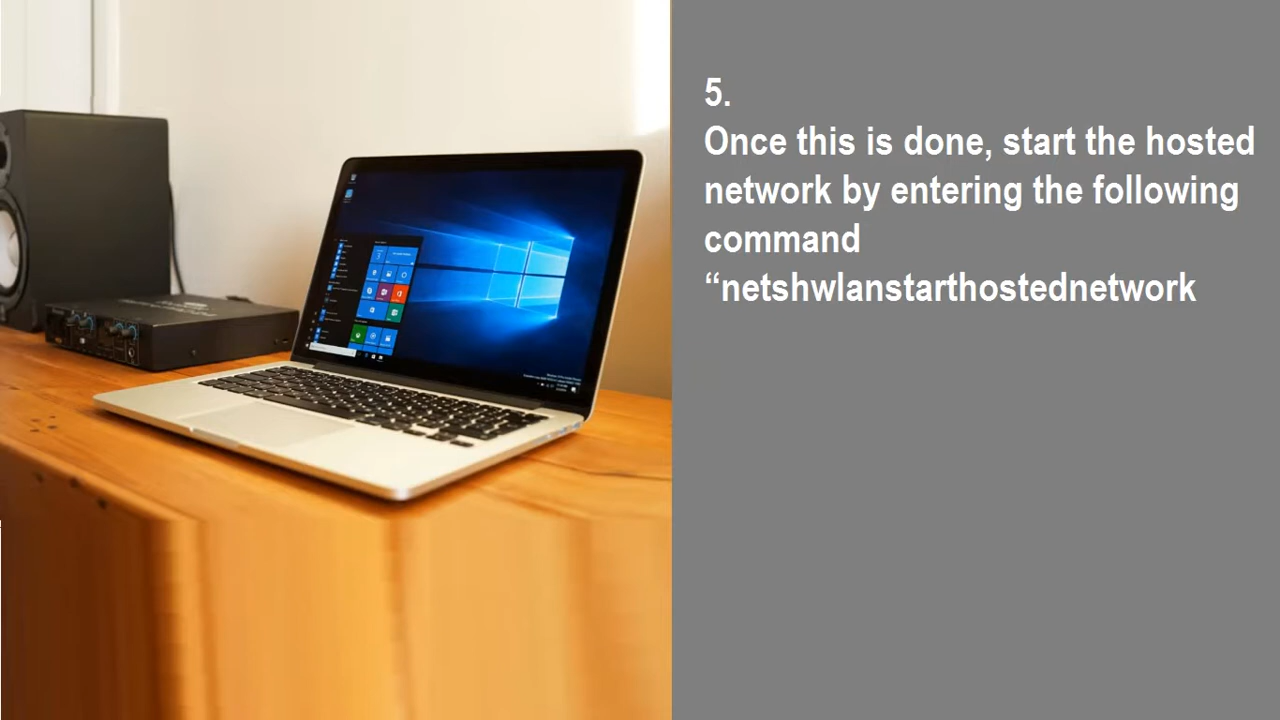 5.
Once this is done, start the hosted
network by entering the following
command
“netshwlanstarthostednetwork